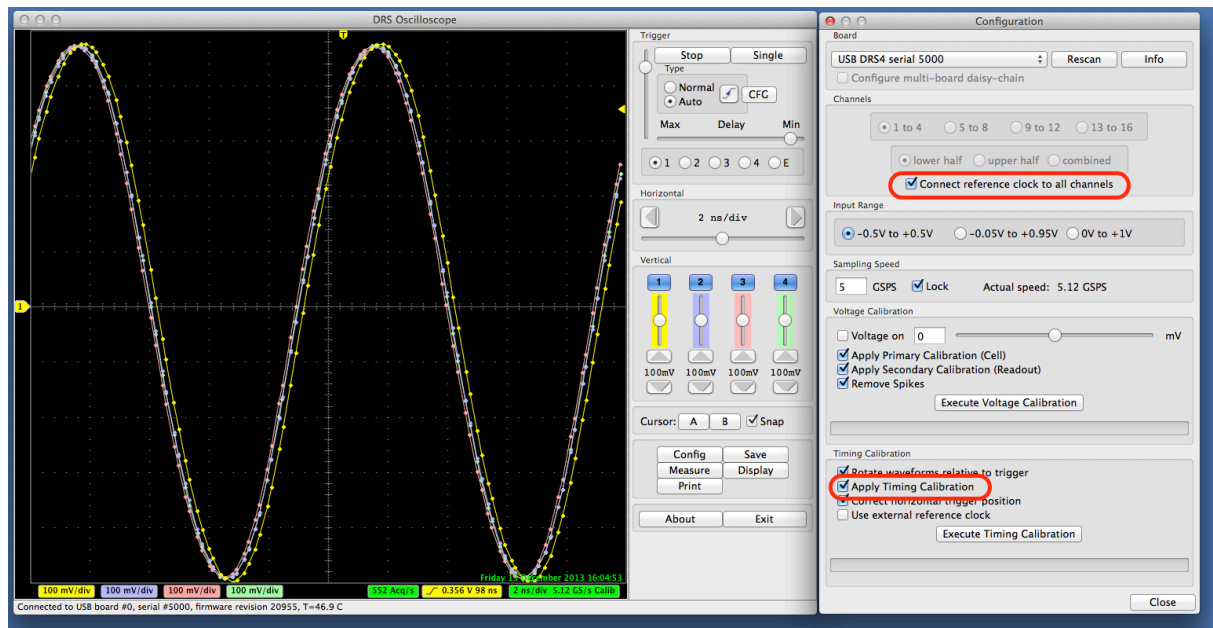 DRS Oscilloscope
T
1
Friday 13 December 2013 16:04:53
100 mV/div 100 mV/div 100 mV/div 100 mV/div 552 Acq/s 0.356 V 98 ns 2 ns/div 5.12 GS/s Calib
Connected to USB board #0, serial #5000, firmware revision 20955, T=46.9 C
Trigger
Stop Single
Type
Normal
Auto
CFG
Max Delay Min
1 2 3 4 E
Horizontal
2 ns/div
Vertical
1 2 3 4
100mV 100mV 100mV 100mV
Cursor: A B Snap
Config Save
Measure Display
Print
About Exit
Configuration
Board
USB DRS4 serial 5000 Rescan Info
Configure multi-board daisy-chain
Channels
1 to 4 5 to 8 9 to 12 13 to 16
lower half upper half combined
Connect reference clock to all channels
Input Range
-0.5V to +0.5V -0.05V to +0.95V 0V to +1V
Sampling Speed
5 GSPS Lock Actual speed: 5.12 GSPS
Voltage Calibration
Voltage on 0 mV
Apply Primary Calibration (Cell)
Apply Secondary Calibration (Readout)
Remove Spikes
Execute Voltage Calibration
Timing Calibration
Rotate waveforms relative to trigger
Apply Timing Calibration
Correct horizontal trigger position
Use external reference clock
Execute Timing Calibration
Close